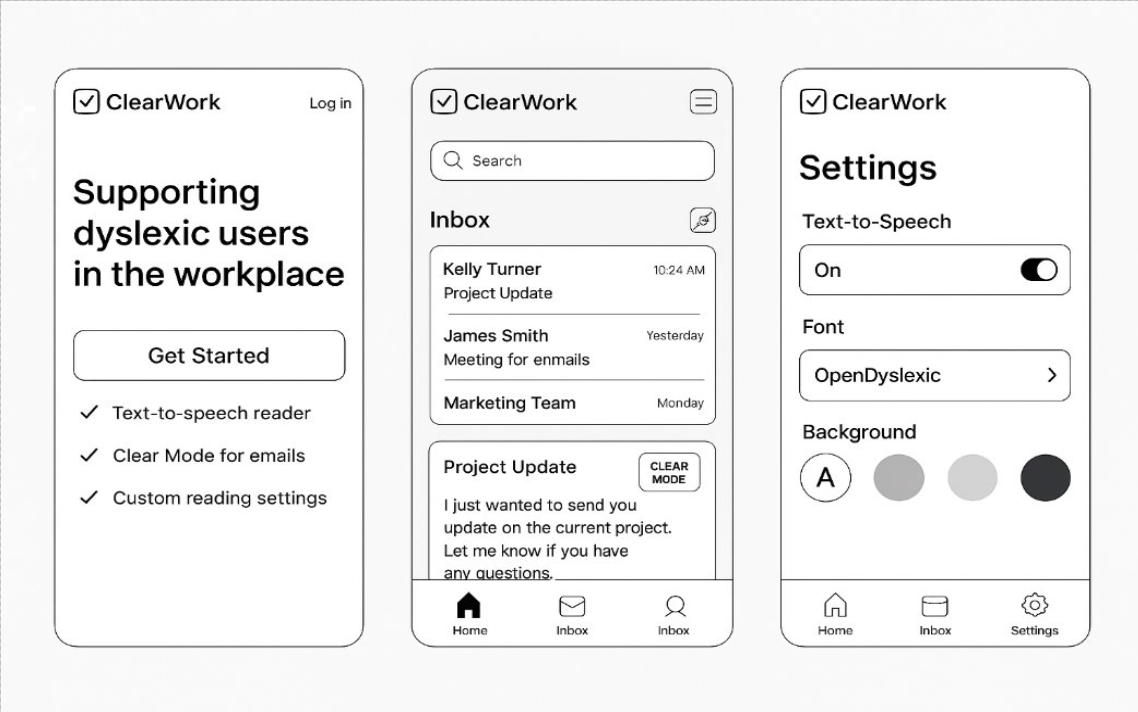 ClearWork
Log in
Supporting
dyslexic users
in the workplace
Get Started
Text-to-speech reader
Clear Mode for emails
Custom reading settings
ClearWork
Search
Inbox
Kelly Turner 10:24 AM
Project Update
James Smith Yesterday
Meeting for enmails
Marketing Team Monday
Project Update
CLEAR
MODE
I just wanted to send you
update on the current project.
Let me know if you have
any questions.
Home Inbox Inbox
ClearWork
Settings
Text-to-Speech
On
Font
OpenDyslexic
Background
A
Home Inbox Settings